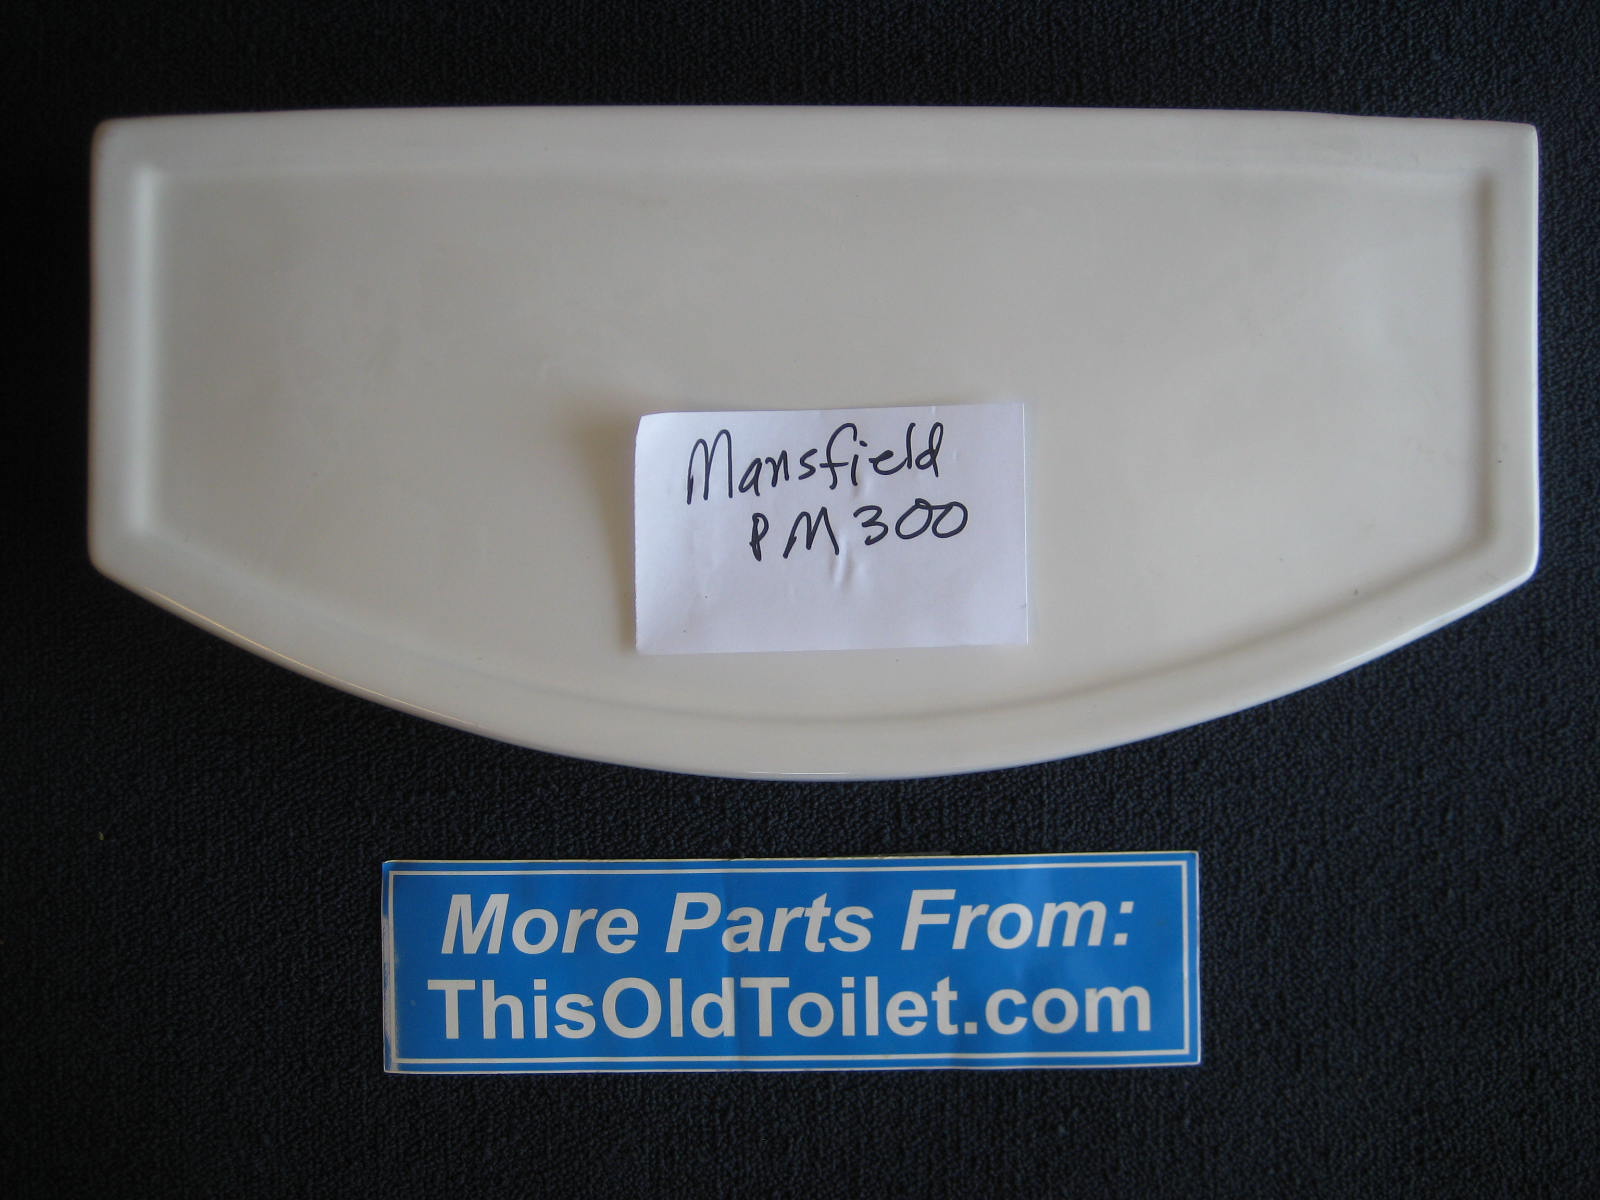 Mansfield
PM300
More Parts From:
ThisOldToilet.com